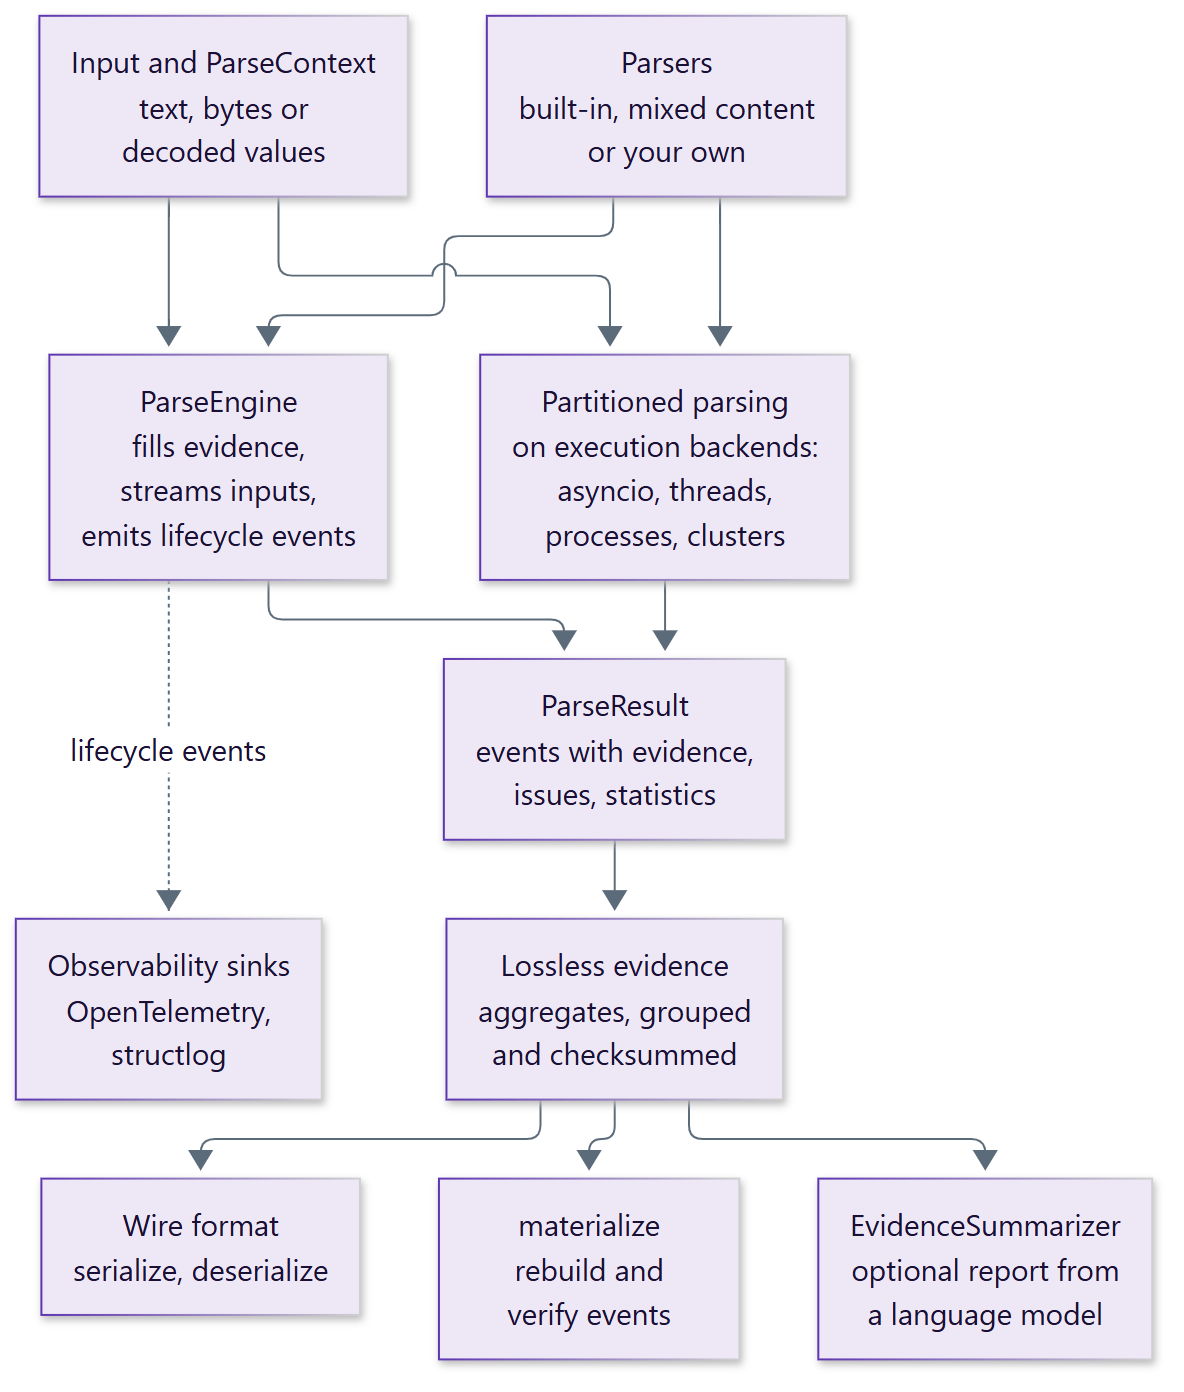 Input and ParseContext
text, bytes or
decoded values
Parsers
built-in, mixed content
or your own
ParseEngine
fills evidence,
streams inputs,
emits lifecycle events
Partitioned parsing
on execution backends:
asyncio, threads,
processes, clusters
ParseResult
events with evidence,
issues, statistics
lifecycle events
Observability sinks
OpenTelemetry,
structlog
Lossless evidence
aggregates, grouped
and checksummed
Wire format
serialize, deserialize
materialize
rebuild and
verify events
EvidenceSummarizer
optional report from
a language model